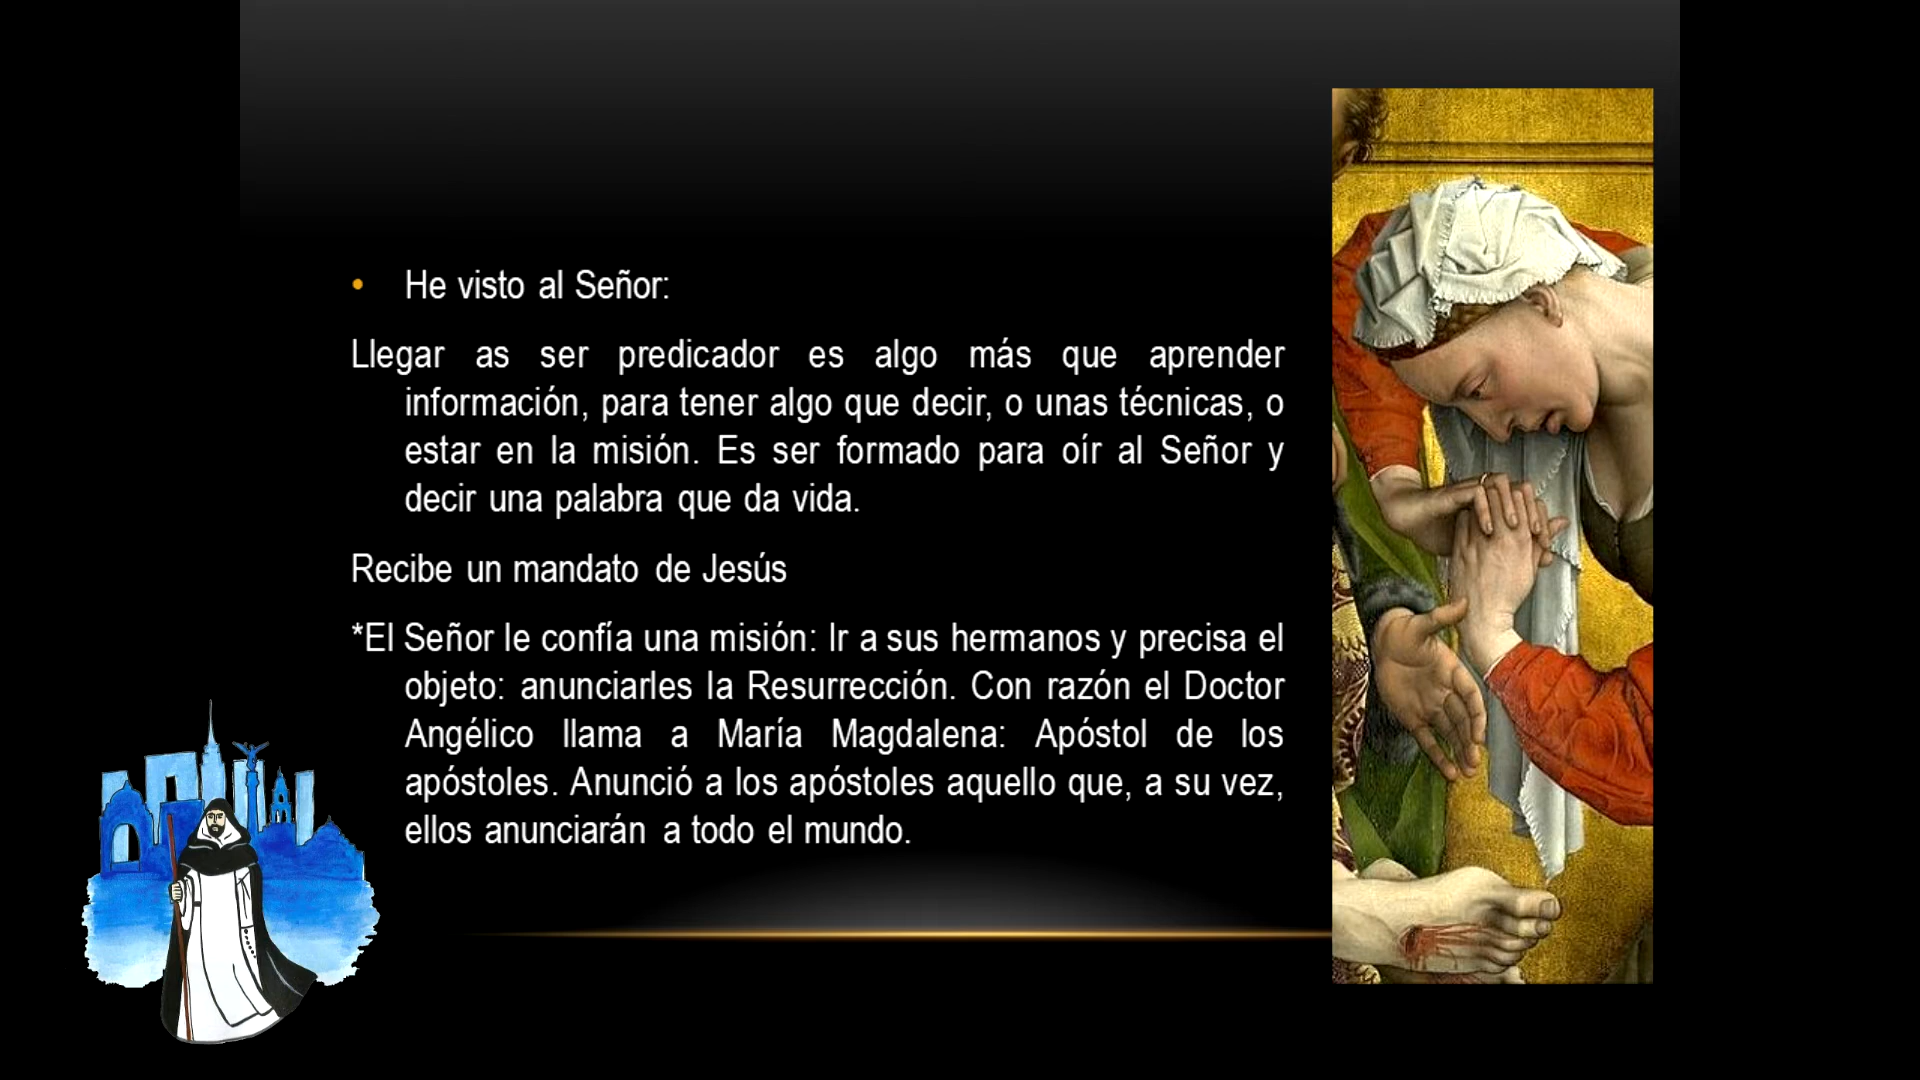 • He visto al Señor:
Llegar as ser predicador es algo más que aprender
información, para tener algo que decir, o unas técnicas, o
estar en la misión. Es ser formado para oír al Señor y
decir una palabra que da vida.
Recibe un mandato de Jesús
*El Señor le confía una misión: Ir a sus hermanos y precisa el
objeto: anunciarles la Resurrección. Con razón el Doctor
Angélico llama a María Magdalena: Apóstol de los
apóstoles. Anunció a los apóstoles aquello que, a su vez,
ellos anunciarán a todo el mundo.